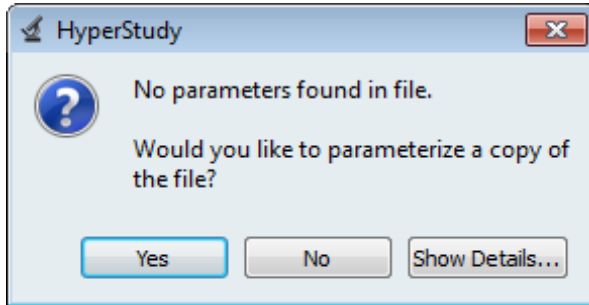 HyperStudy
No parameters found in file.
Would you like to parameterize a copy of
the file?
Yes
No
Show Details...